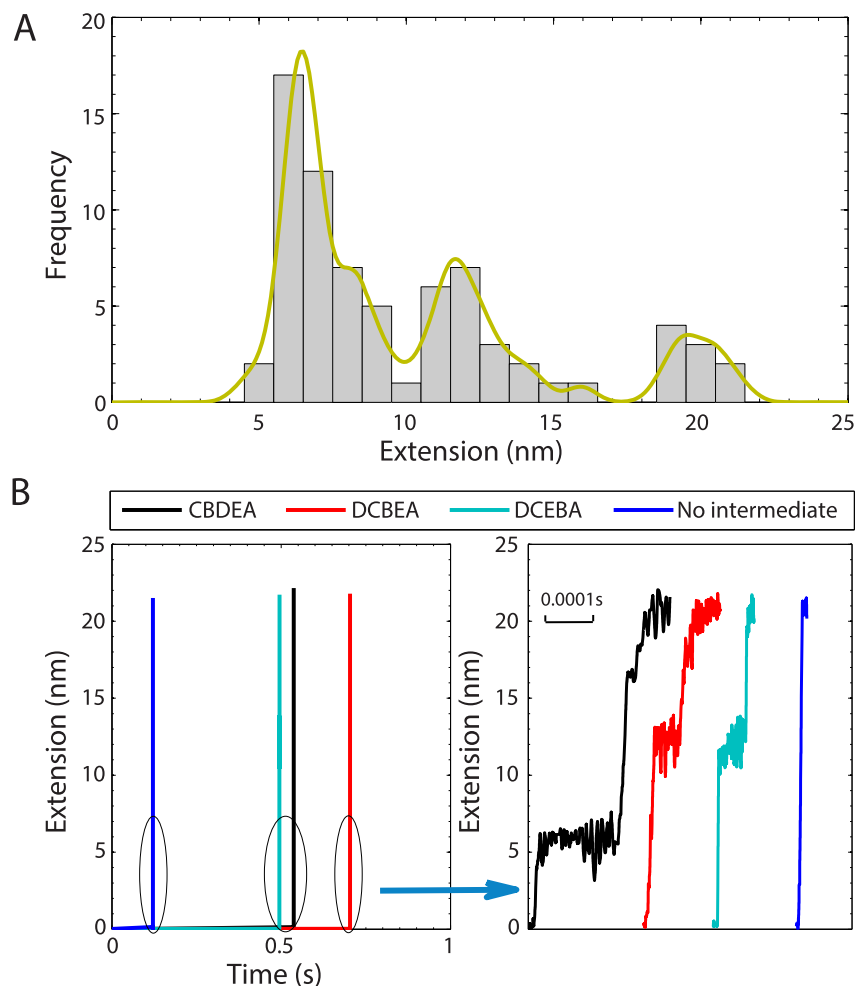 A
20
15
10
5
0
Frequency
0 5 10 15 20 25
Extension (nm)
B
CBDEA DCBEA DCEBA No intermediate
25
20
15
10
5
0
Extension (nm)
0 0.5 1
Time (s)
25
20
15
10
5
0
Extension (nm)
0.0001s